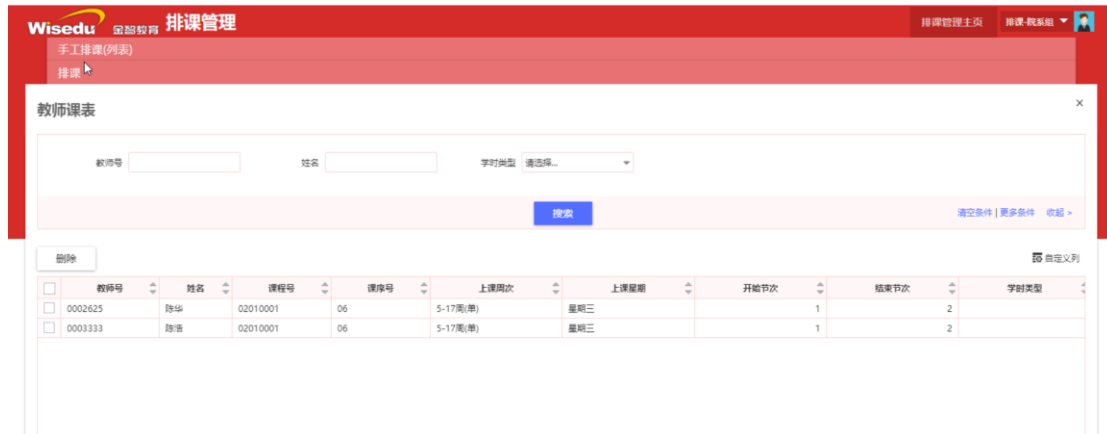 Wisedu 金智教育 排课管理 排课管理主页 排课-院系组
手工排课(列表)
排课
教师课表 ×
教师号 姓名 学时类型 请选择...
搜索 清空条件 | 更多条件 收起 >
删除 自定义列
教师号 姓名 课程号 课序号 上课周次 上课星期 开始节次 结束节次 学时类型
0002625 陈华 02010001 06 5-17周(单) 星期三 1 2
0003333 陈浩 02010001 06 5-17周(单) 星期三 1 2